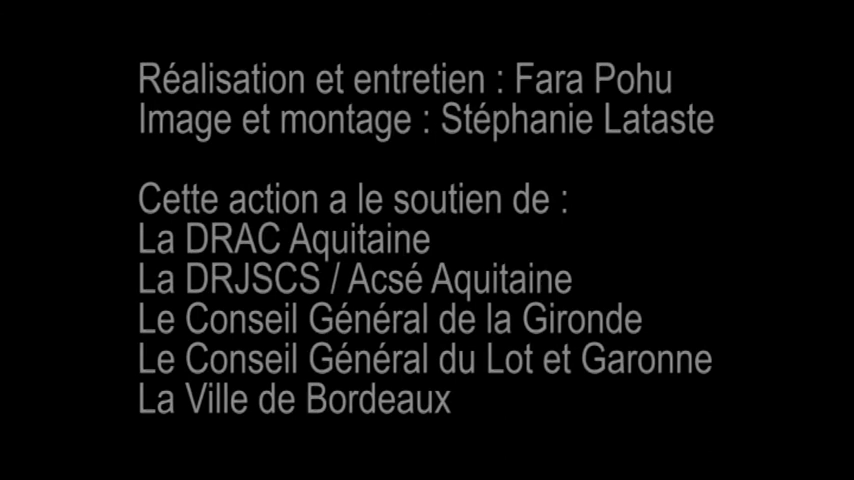 Réalisation et entretien : Fara Pohu
Image et montage : Stéphanie Lataste
Cette action a le soutien de :
La DRAC Aquitaine
La DRJSCS / Acsé Aquitaine
Le Conseil Général de la Gironde
Le Conseil Général du Lot et Garonne
La Ville de Bordeaux